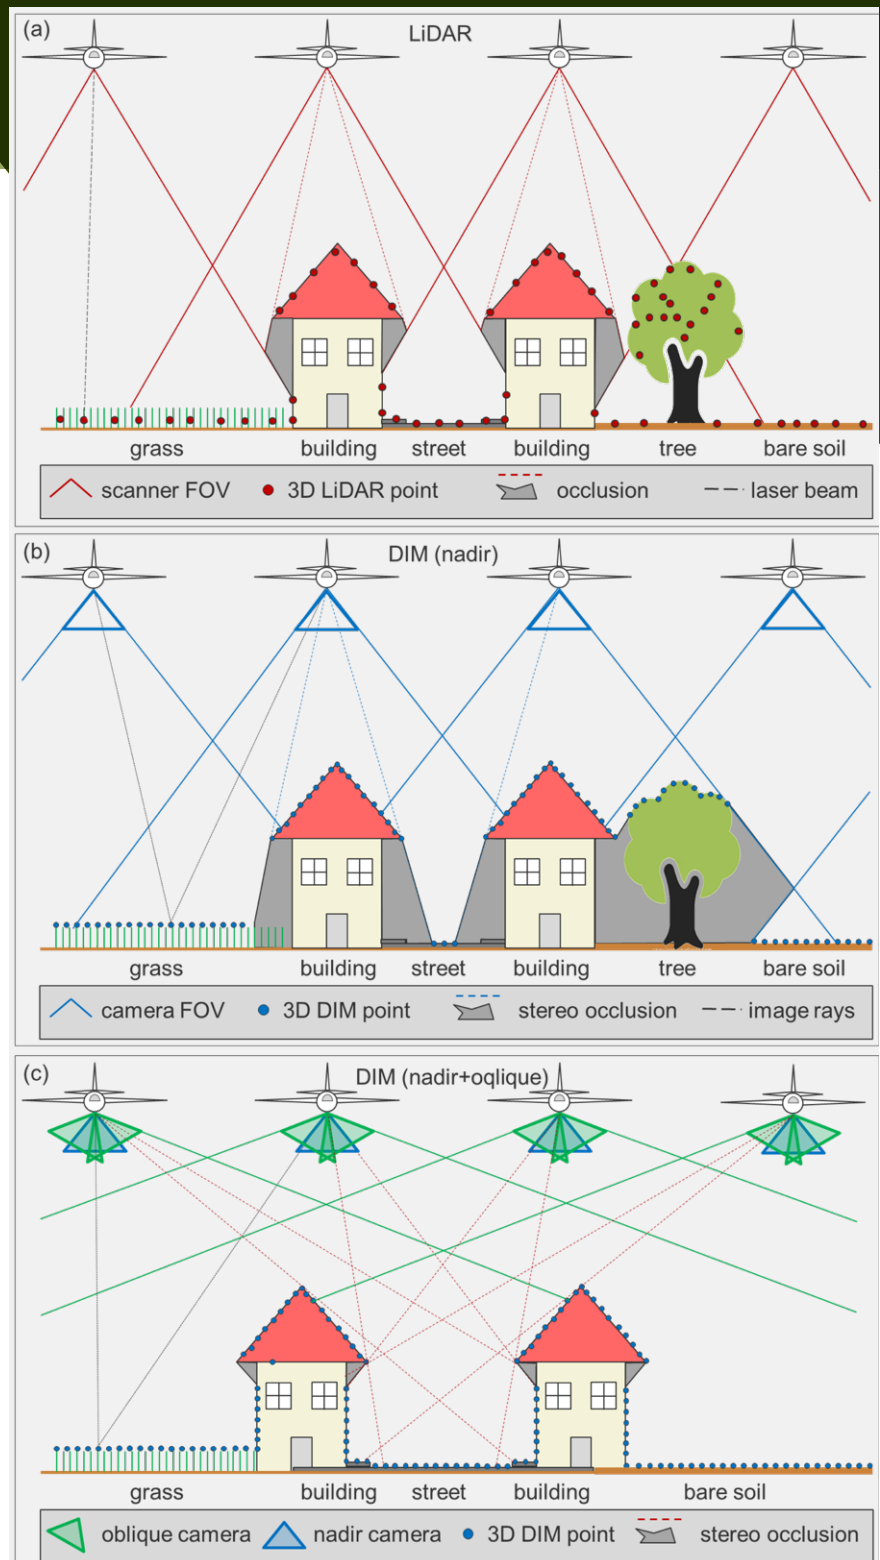 (a) LiDAR
grass building street building tree bare soil
scanner FOV 3D LiDAR point occlusion laser beam
(b) DIM (nadir)
grass building street building tree bare soil
camera FOV 3D DIM point stereo occlusion image rays
(c) DIM (nadir+oqlique)
grass building street building bare soil
oblique camera nadir camera 3D DIM point stereo occlusion